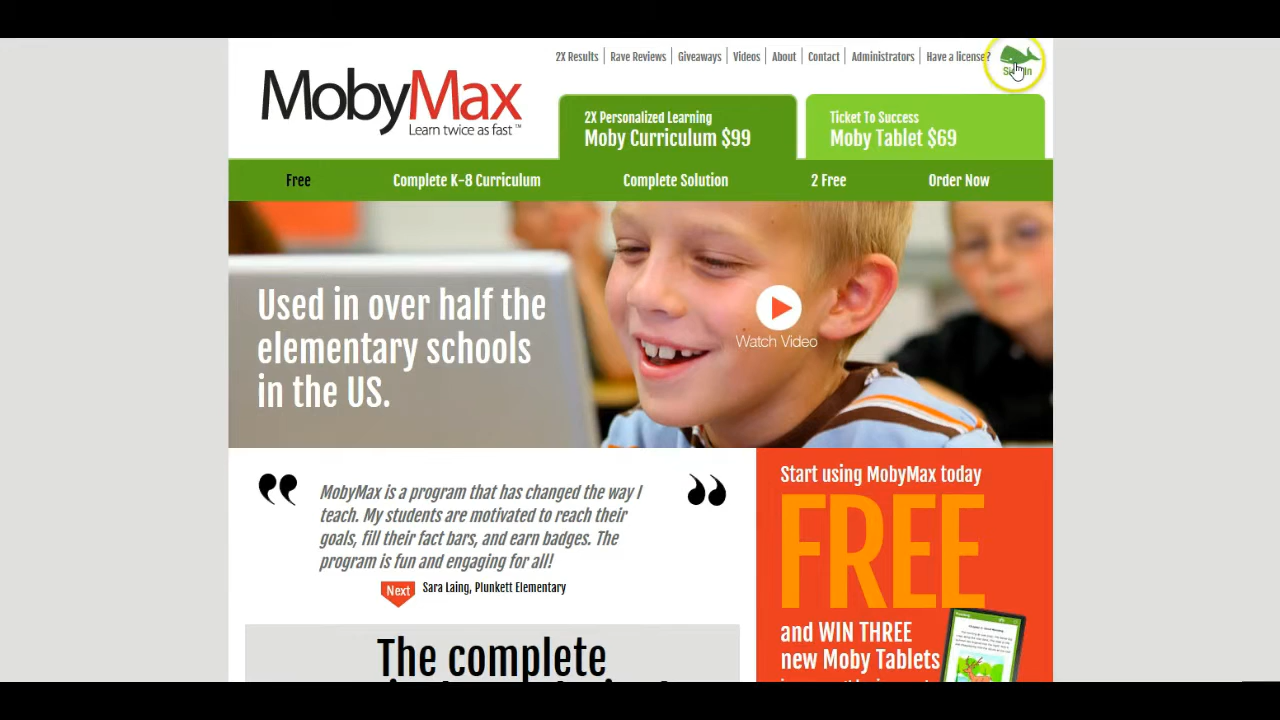 2X Results
Rave Reviews
Giveaways
Videos
About
Contact
Administrators
Have a license?
MobyMax
Learn twice as fast™
2X Personalized Learning
Moby Curriculum $99
Ticket To Success
Moby Tablet $69
Free
Complete K-8 Curriculum
Complete Solution
2 Free
Order Now
Used in over half the
elementary schools
in the US.
Watch Video
MobyMax is a program that has changed the way I
teach. My students are motivated to reach their
goals, fill their fact bars, and earn badges. The
program is fun and engaging for all!
Next
Sara Laing, Plunkett Elementary
The complete
Start using MobyMax today
FREE
and WIN THREE
new Moby Tablets